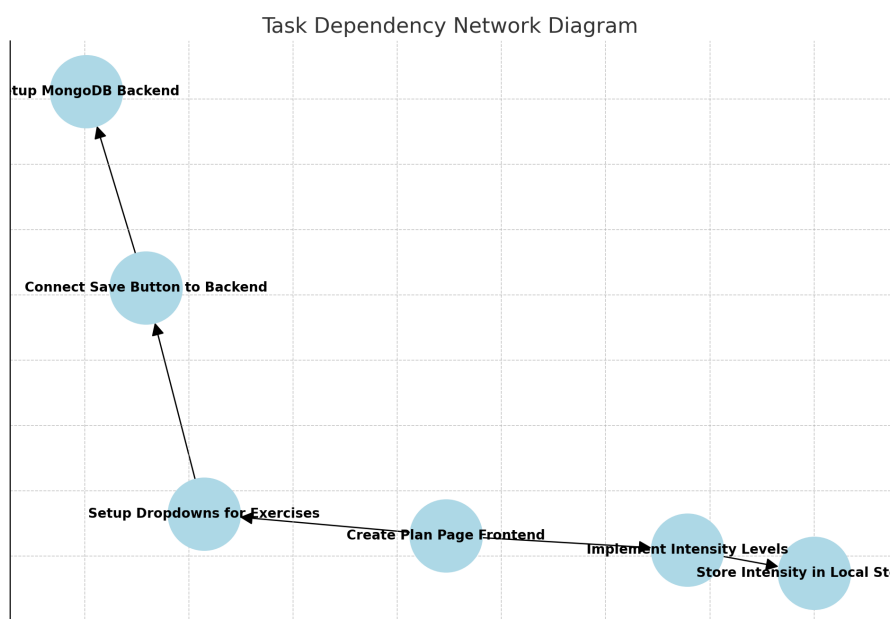 Task Dependency Network Diagram
tup MongoDB Backend
Connect Save Button to Backend
Setup Dropdowns for Exercises
Create Plan Page Frontend
Implement Intensity Levels
Store Intensity in Local St